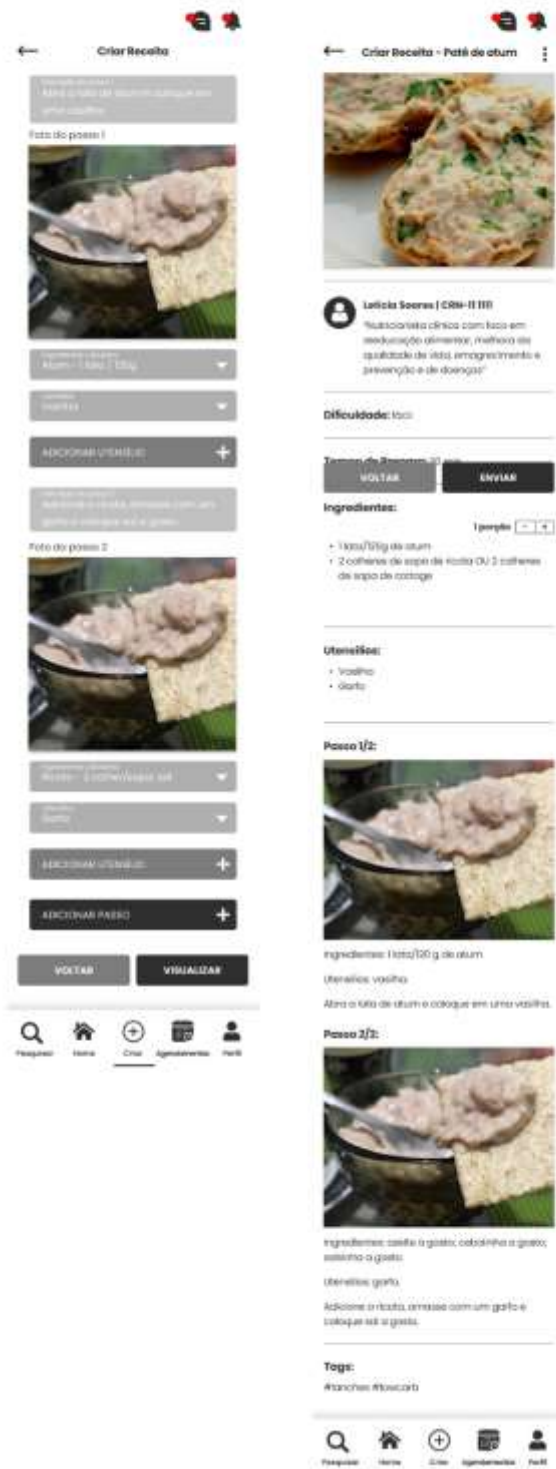 Criar Receita
Abra a lata de atum e coloque em
uma vasilha.
Foto do passo 1
Atum - 1 lata / 120g
Vasilha
ADICIONAR UTENSÍLIO
Adicione a ricota, amasse com um
garfo e coloque sal a gosto.
Foto do passo 2
Garfo
ADICIONAR UTENSÍLIO
ADICIONAR PASSO
VOLTAR
VISUALIZAR
Pesquisar
Home
Criar
Agendamentos
Perfil
Criar Receita - Patê de atum
Letícia Soares | CRN-11 1111
"Nutricionista clínica com foco em
reeducação alimentar, melhora da
qualidade de vida, emagrecimento e
prevenção e de doenças"
Dificuldade: fácil
Tempo de Preparo:
VOLTAR
ENVIAR
Ingredientes:
1 porção - +
• 1 lata/120g de atum
• 2 colheres de sopa de ricota OU 2 colheres
de sopa de cottage
Utensílios:
• Vasilha
• Garfo
Passo 1/2:
Ingredientes: 1 lata/120 g de atum
Utensílios: vasilha.
Abra a lata de atum e coloque em uma vasilha.
Passo 2/2:
Ingredientes: azeite a gosto; cebolinha a gosto;
salsinha a gosto.
Utensílios: garfo.
Adicione a ricota, amasse com um garfo e
coloque sal a gosto.
Tags:
#lanches #lowcarb
Pesquisar
Home
Criar
Agendamentos
Perfil